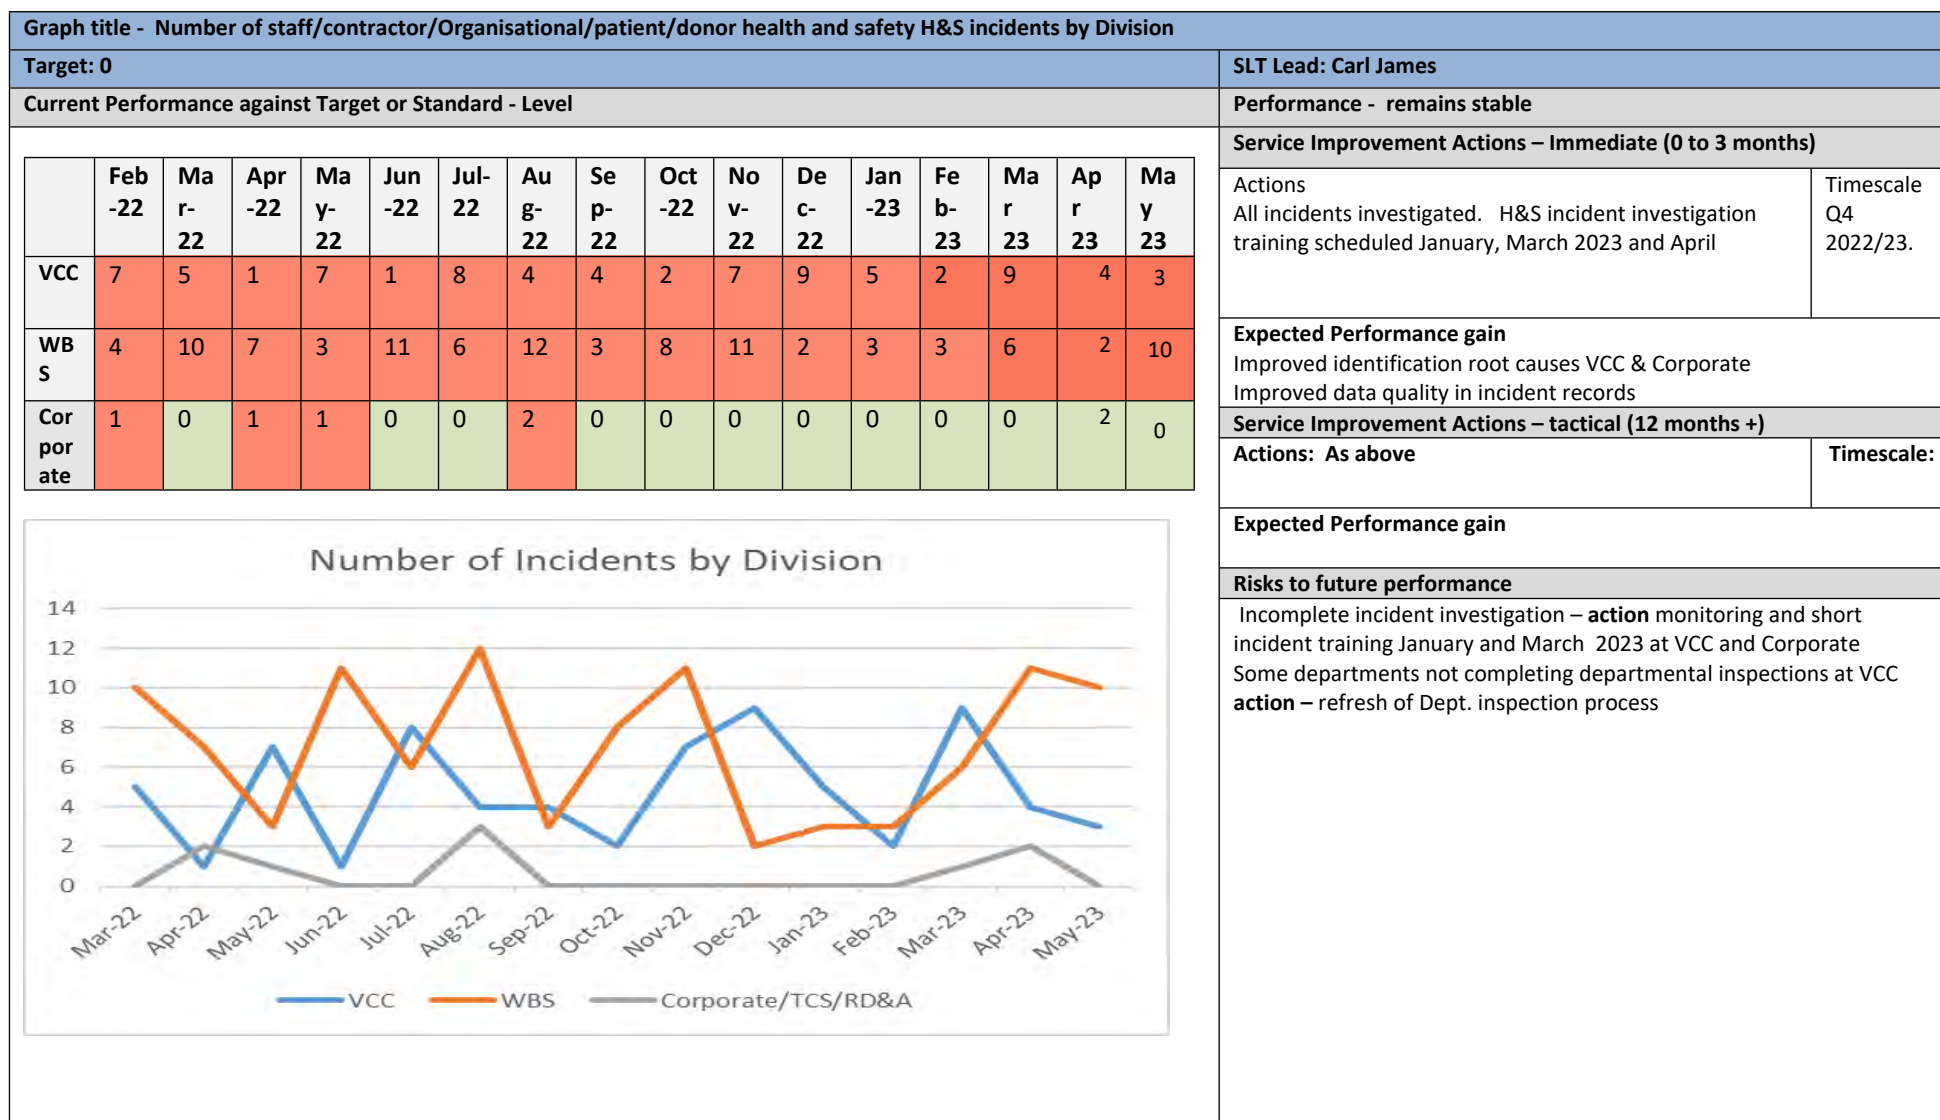 Graph title -  Number of staff/contractor/Organisational/patient/donor health and safety H&S incidents by Division
Target: 0
SLT Lead: Carl James
Current Performance against Target or Standard - Level
Performance -  remains stable
Feb -22 Ma r- 22 Apr -22 Ma y- 22 Jun -22 Jul- 22 Au g- 22 Se p- 22 Oct -22 No v- 22 De c- 22 Jan -23 Fe b- 23 Ma r 23 Ap r 23 Ma y 23
VCC 7 5 1 7 1 8 4 4 2 7 9 5 2 9 4 3
WB S 4 10 7 3 11 6 12 3 8 11 2 3 3 6 2 10
Cor por ate 1 0 1 1 0 0 2 0 0 0 0 0 0 0 2 0
Number of Incidents by Division
14
12
10
8
6
4
2
0
Mar-22 Apr-22 May-22 Jun-22 Jul-22 Aug-22 Sep-22 Oct-22 Nov-22 Dec-22 Jan-23 Feb-23 Mar-23 Apr-23 May-23
VCC WBS Corporate/TCS/RD&A
Service Improvement Actions – Immediate (0 to 3 months)
Actions
All incidents investigated.   H&S incident investigation
training scheduled January, March 2023 and April
Timescale
Q4
2022/23.
Expected Performance gain
Improved identification root causes VCC & Corporate
Improved data quality in incident records
Service Improvement Actions – tactical (12 months +)
Actions:  As above
Timescale:
Expected Performance gain
Risks to future performance
Incomplete incident investigation – action monitoring and short
incident training January and March  2023 at VCC and Corporate
Some departments not completing departmental inspections at VCC
action – refresh of Dept. inspection process